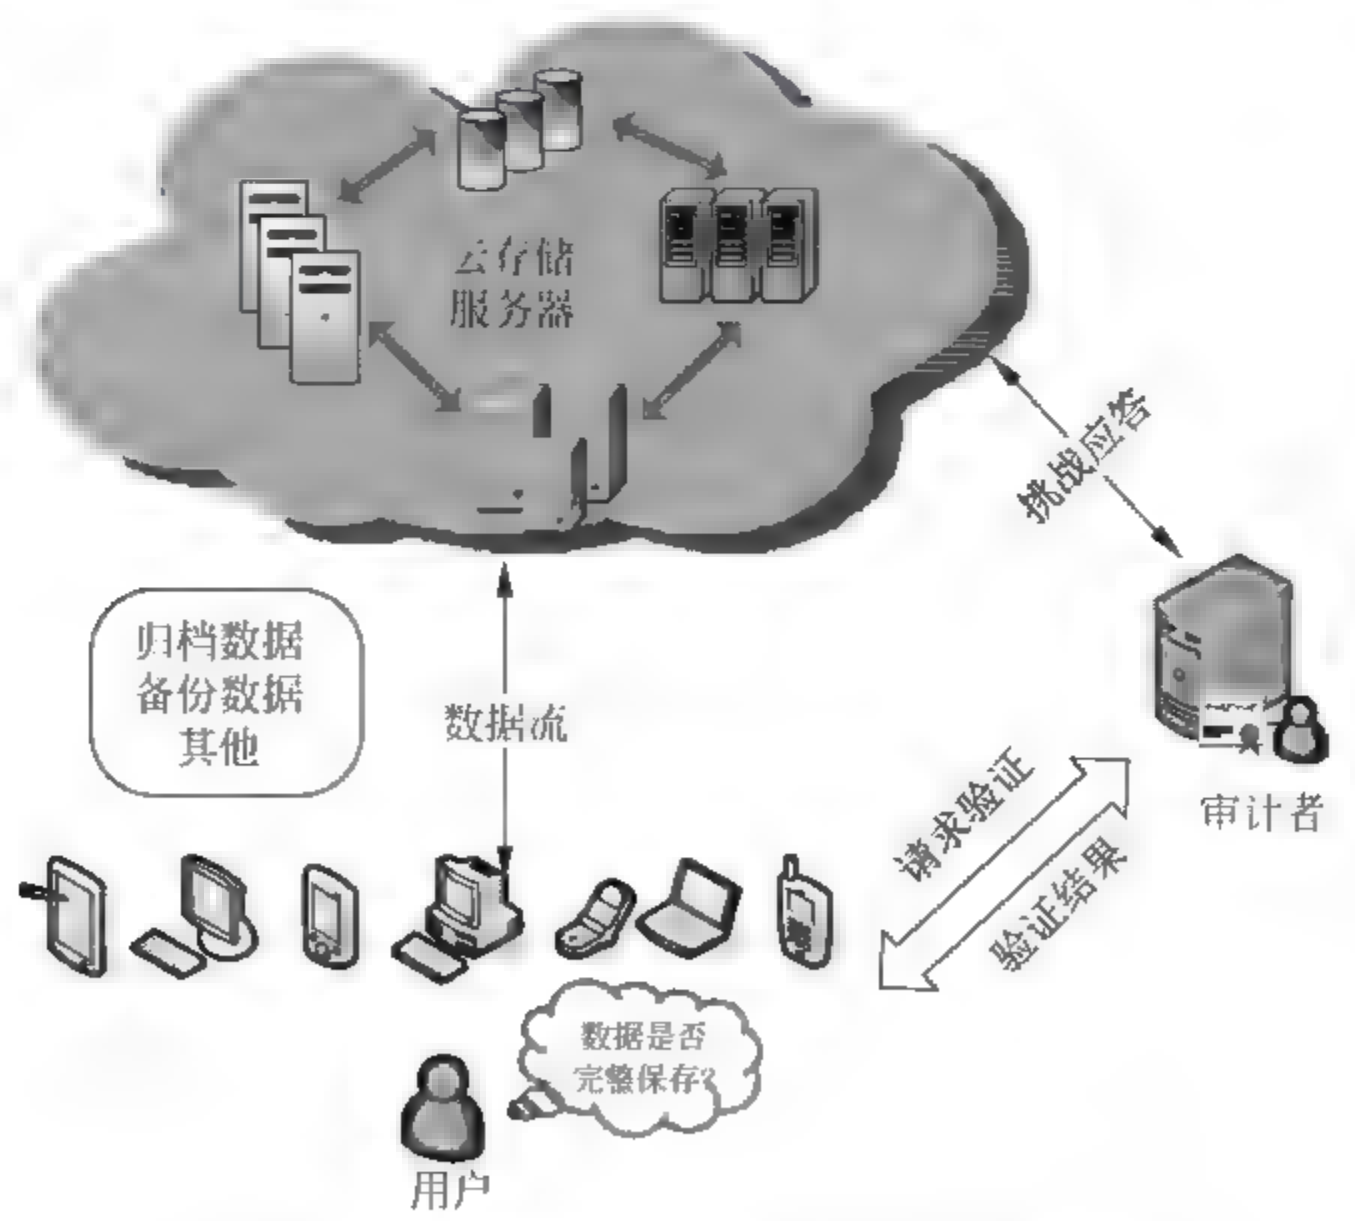 云存储
服务器
挑战应答
归档数据
备份数据
其他
数据流
请求验证
验证结果
审计者
数据是否
完整保存?
用户